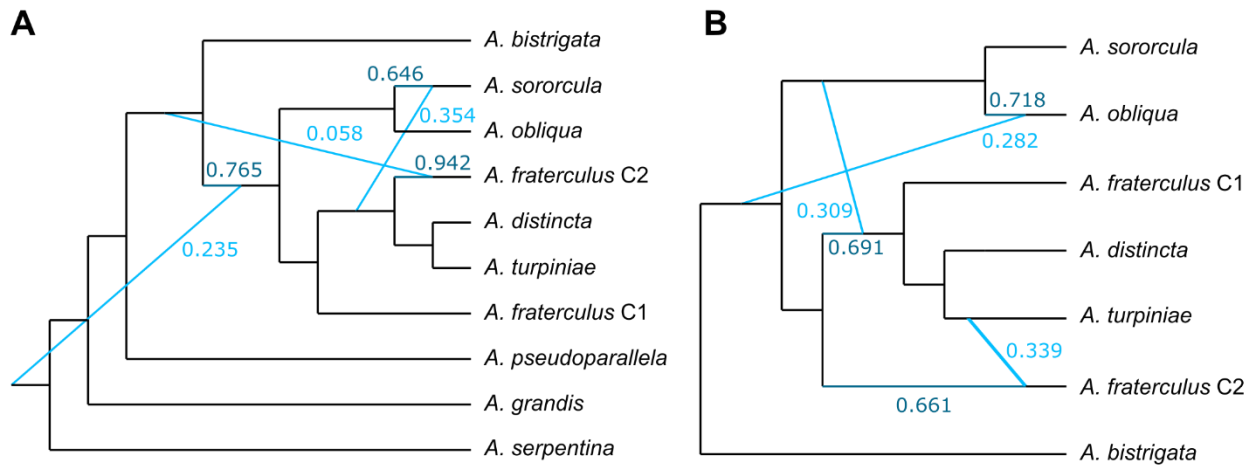 A
A. bistrigata
0.646
A. sororcula
0.354
0.058
A. obliqua
0.765
0.942
A. fraterculus C2
A. distincta
0.235
A. turpiniae
A. fraterculus C1
A. pseudoparallela
A. grandis
A. serpentina
B
A. sororcula
0.718
A. obliqua
0.282
A. fraterculus C1
0.309
0.691
A. distincta
A. turpiniae
0.339
A. fraterculus C2
0.661
A. bistrigata